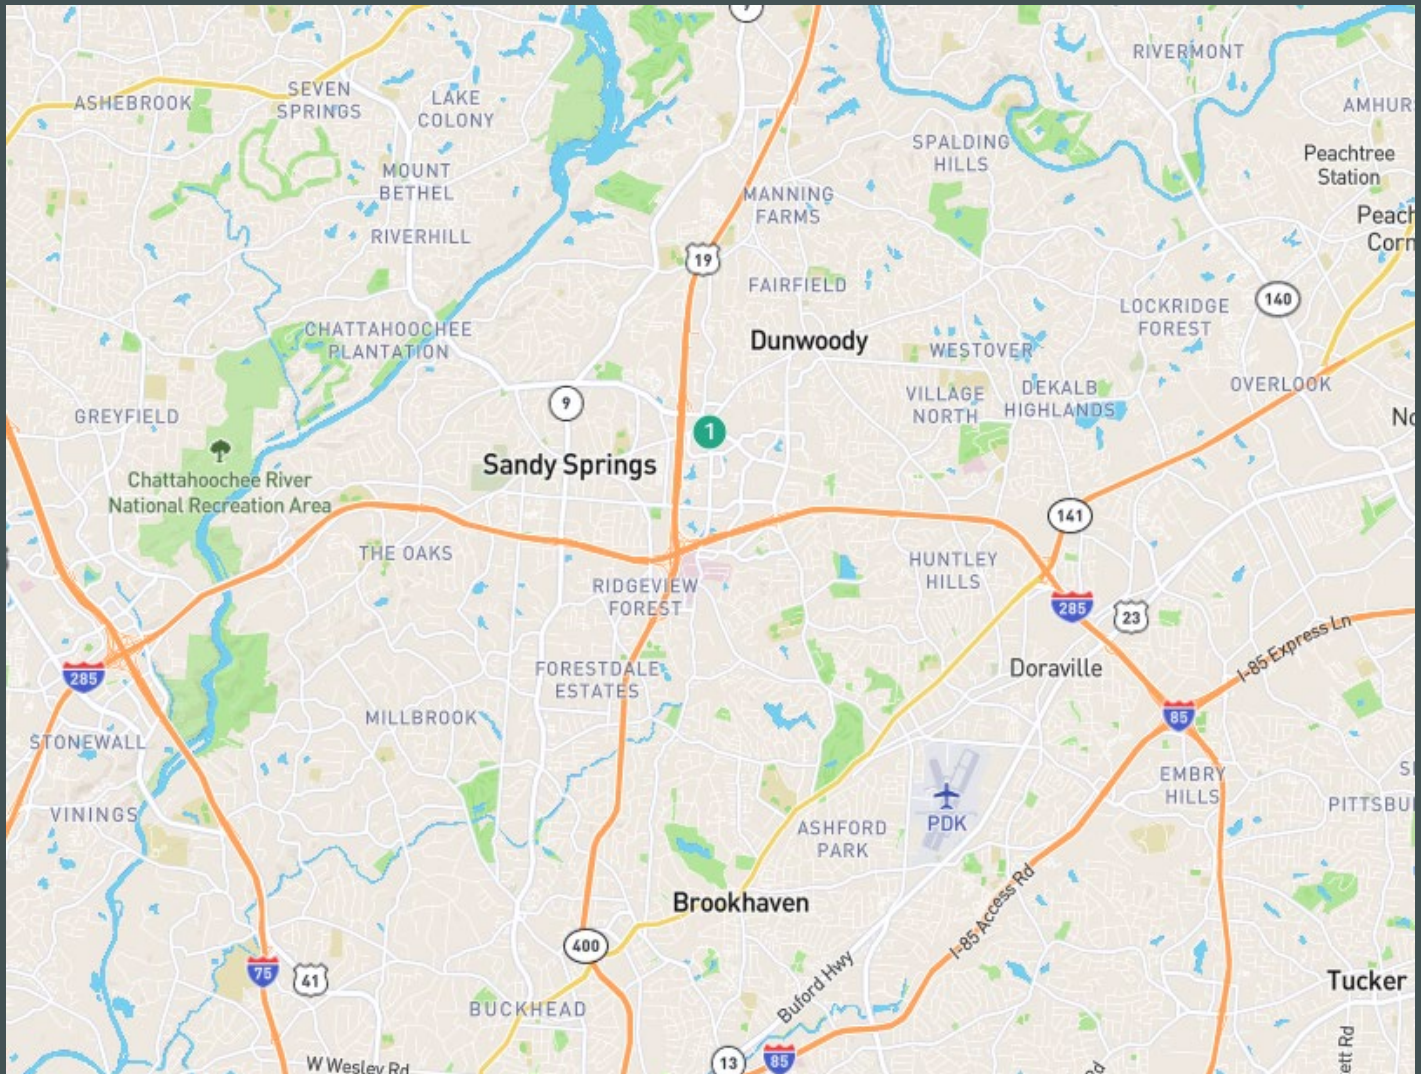 RIVERMONT
SEVEN
SPRINGS
ASHEBROOK
LAKE
COLONY
AMHUR
SPALDING
HILLS
Peachtree
Station
MOUNT
BETHEL
MANNING
FARMS
Peach
Corn
RIVERHILL
19
FAIRFIELD
140
LOCKRIDGE
FOREST
CHATTAHOOCHEE
PLANTATION
Dunwoody
WESTOVER
OVERLOOK
VILLAGE
NORTH
DEKALB
HIGHLANDS
9
GREYFIELD
No
1
Sandy Springs
Chattahoochee River
National Recreation Area
141
THE OAKS
HUNTLEY
HILLS
RIDGEVIEW
FOREST
285
23
I-85 Express Ln
FORESTDALE
ESTATES
Doraville
285
MILLBROOK
85
STONEWALL
EMBRY
HILLS
S
PITTSBU
VININGS
PDK
ASHFORD
PARK
Brookhaven
I-85 Access Rd
400
75
41
Buford Hwy
Tucker
BUCKHEAD
W Wesley Rd
13
85
Rd
ett Rd